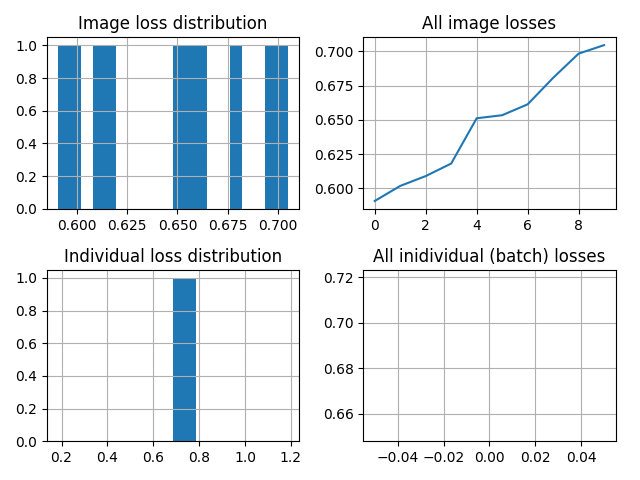 Image loss distribution
1.0
0.8
0.6
0.4
0.2
0.0
0.600 0.625 0.650 0.675 0.700
All image losses
0.700
0.675
0.650
0.625
0.600
0 2 4 6 8
Individual loss distribution
1.0
0.8
0.6
0.4
0.2
0.0
0.2 0.4 0.6 0.8 1.0 1.2
All inidividual (batch) losses
0.72
0.70
0.68
0.66
−0.04 −0.02 0.00 0.02 0.04